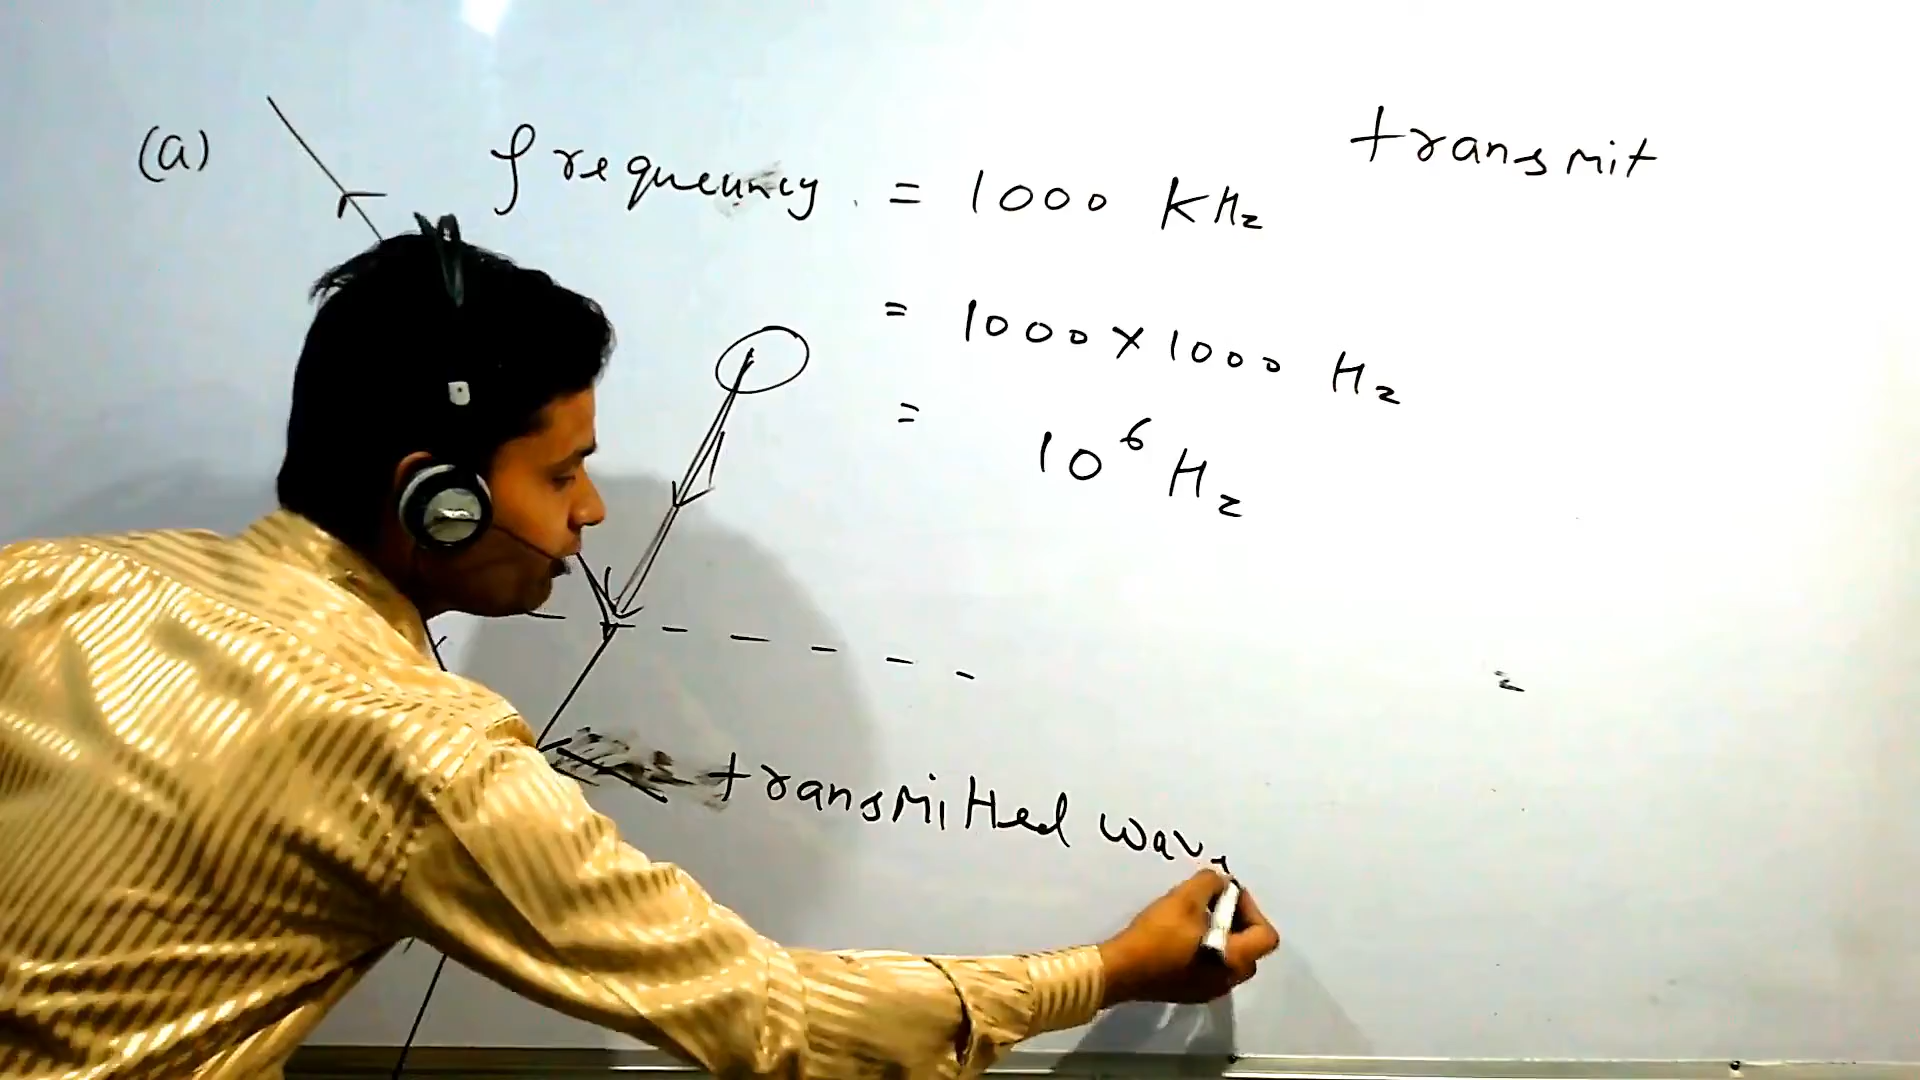 (a) frequency = 1000 KHz
transmit
= 1000 × 1000 Hz
= 10⁶ Hz
transmitted wave